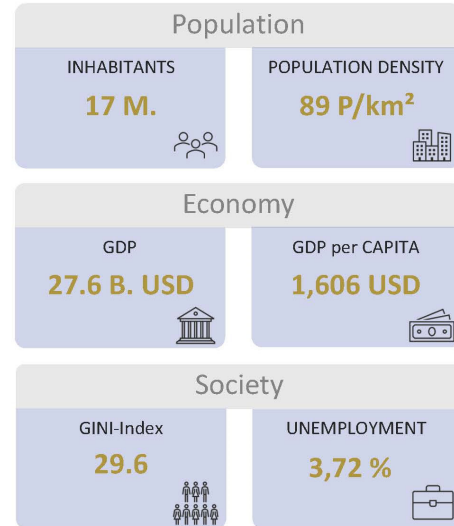 Population
INHABITANTS
17 M.
POPULATION DENSITY
89 P/km²
Economy
GDP
27.6 B. USD
GDP per CAPITA
1,606 USD
Society
GINI-Index
29.6
UNEMPLOYMENT
3,72 %